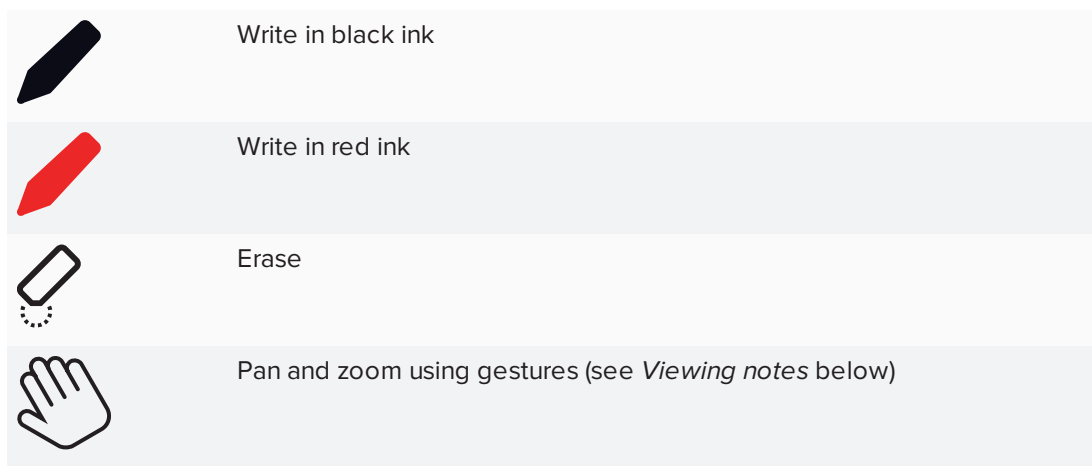 Write in black ink
Write in red ink
Erase
Pan and zoom using gestures (see Viewing notes below)